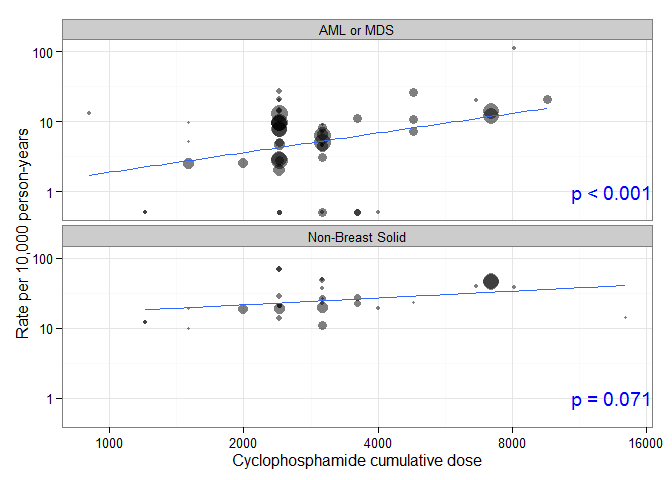 AML or MDS
100
10
1
p < 0.001
Non-Breast Solid
100
10
1
p = 0.071
Rate per 10,000 person-years
1000 2000 4000 8000 16000
Cyclophosphamide cumulative dose